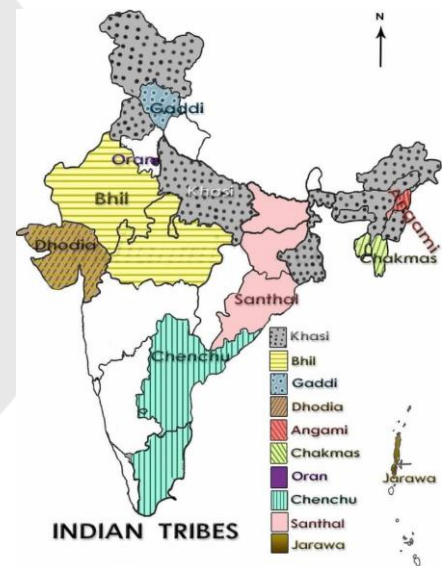 N
Gaddi
Oran
Khasi
Bhil
Angami
Dhodia
Chakmas
Santhal
Chenchu
Khasi
Bhil
Gaddi
Dhodia
Angami
Chakmas
Oran
Chenchu
Santhal
Jarawa
Jarawa
INDIAN TRIBES